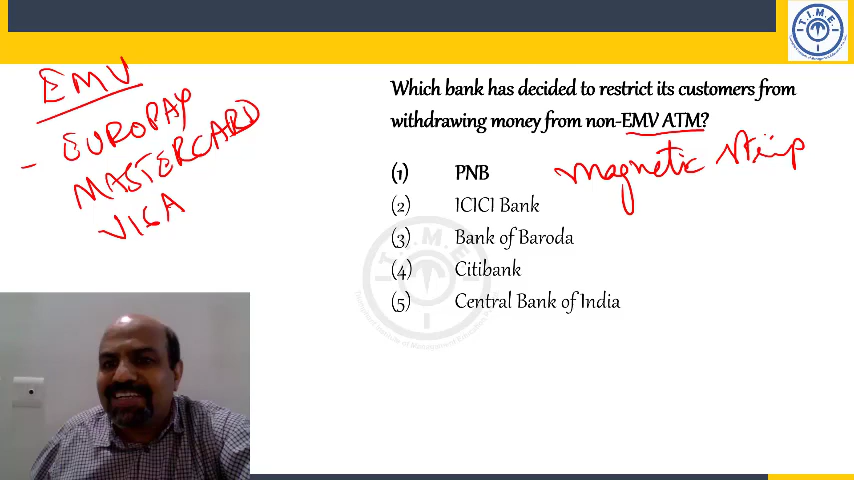 T.I.M.E.
EMV
- EUROPAY
MASTERCARD
VISA
Which bank has decided to restrict its customers from
withdrawing money from non-EMV ATM?
magnetic strip
(1) PNB
(2) ICICI Bank
(3) Bank of Baroda
(4) Citibank
(5) Central Bank of India